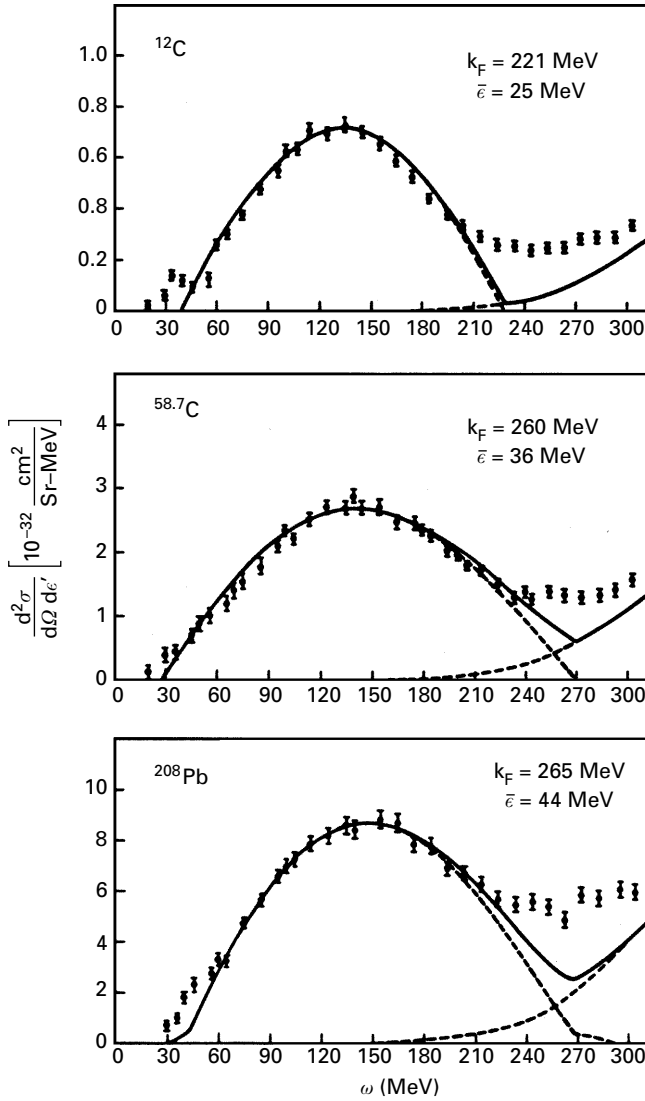 ¹²C
k_F = 221 MeV
ε̄ = 25 MeV
1.0
0.8
0.6
0.8
0.2
0
0 30 60 90 120 150 180 210 240 270 300
⁵⁸·⁷C
k_F = 260 MeV
ε̄ = 36 MeV
4
3
2
1
0
0 30 60 90 120 150 180 210 240 270 300
d²σ / dΩ dϵ′ [10⁻³² cm² / Sr–MeV]
²⁰⁸Pb
k_F = 265 MeV
ε̄ = 44 MeV
10
8
6
4
2
0
0 30 60 90 120 150 180 210 240 270 300
ω (MeV)